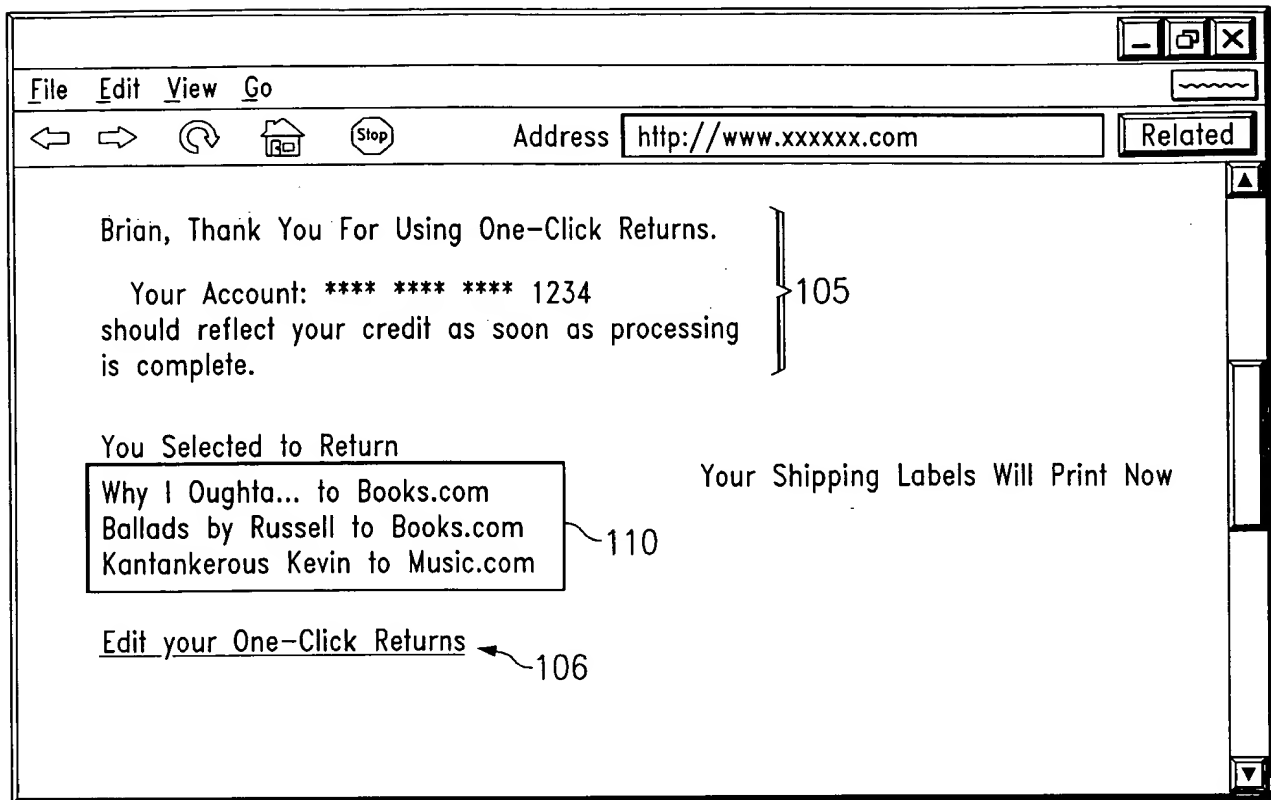 File Edit View Go
Stop Address http://www.xxxxxx.com Related
Brian, Thank You For Using One-Click Returns.
Your Account: **** **** **** 1234
should reflect your credit as soon as processing
is complete.
105
You Selected to Return
Why I Oughta... to Books.com
Ballads by Russell to Books.com
Kantankerous Kevin to Music.com
110
Your Shipping Labels Will Print Now
Edit your One-Click Returns
106